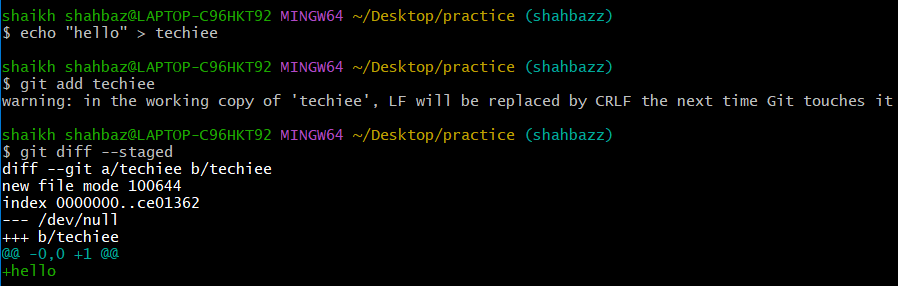 shaikh shahbaz@LAPTOP-C96HKT92 MINGW64 ~/Desktop/practice (shahbazz)
$ echo "hello" > techiee
shaikh shahbaz@LAPTOP-C96HKT92 MINGW64 ~/Desktop/practice (shahbazz)
$ git add techiee
warning: in the working copy of 'techiee', LF will be replaced by CRLF the next time Git touches it
shaikh shahbaz@LAPTOP-C96HKT92 MINGW64 ~/Desktop/practice (shahbazz)
$ git diff --staged
diff --git a/techiee b/techiee
new file mode 100644
index 0000000..ce01362
--- /dev/null
+++ b/techiee
@@ -0,0 +1 @@
+hello